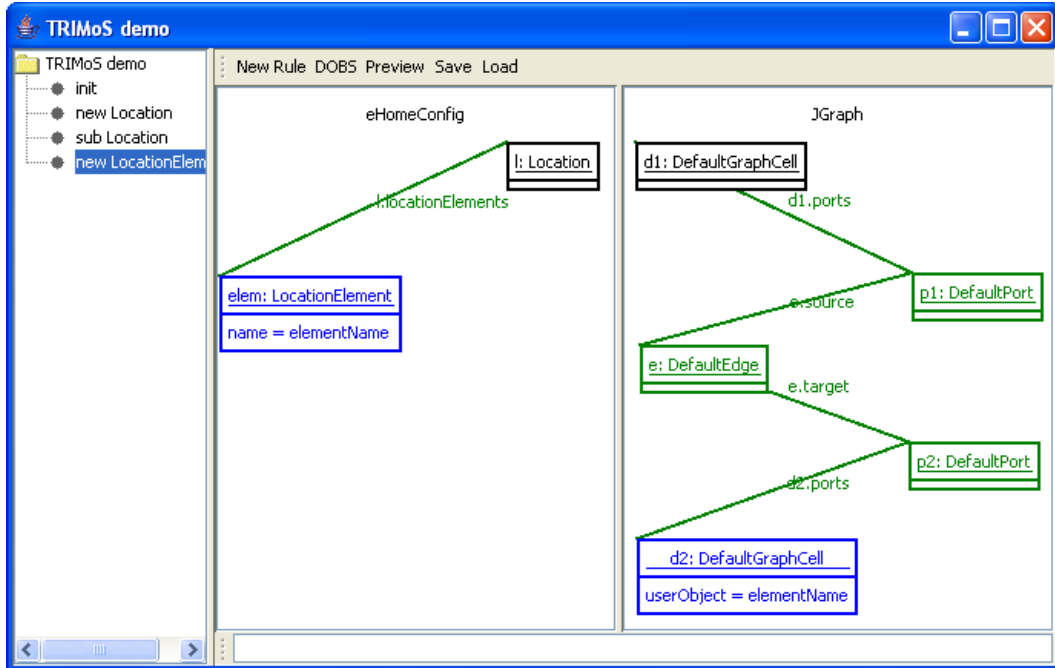 TRIMoS demo
TRIMoS demo
init
new Location
sub Location
new LocationElem
New Rule DOBS Preview Save Load
eHomeConfig
l: Location
l.locationElements
elem: LocationElement
name = elementName
JGraph
d1: DefaultGraphCell
d1.ports
p1: DefaultPort
e.source
e: DefaultEdge
e.target
p2: DefaultPort
d2.ports
d2: DefaultGraphCell
userObject = elementName